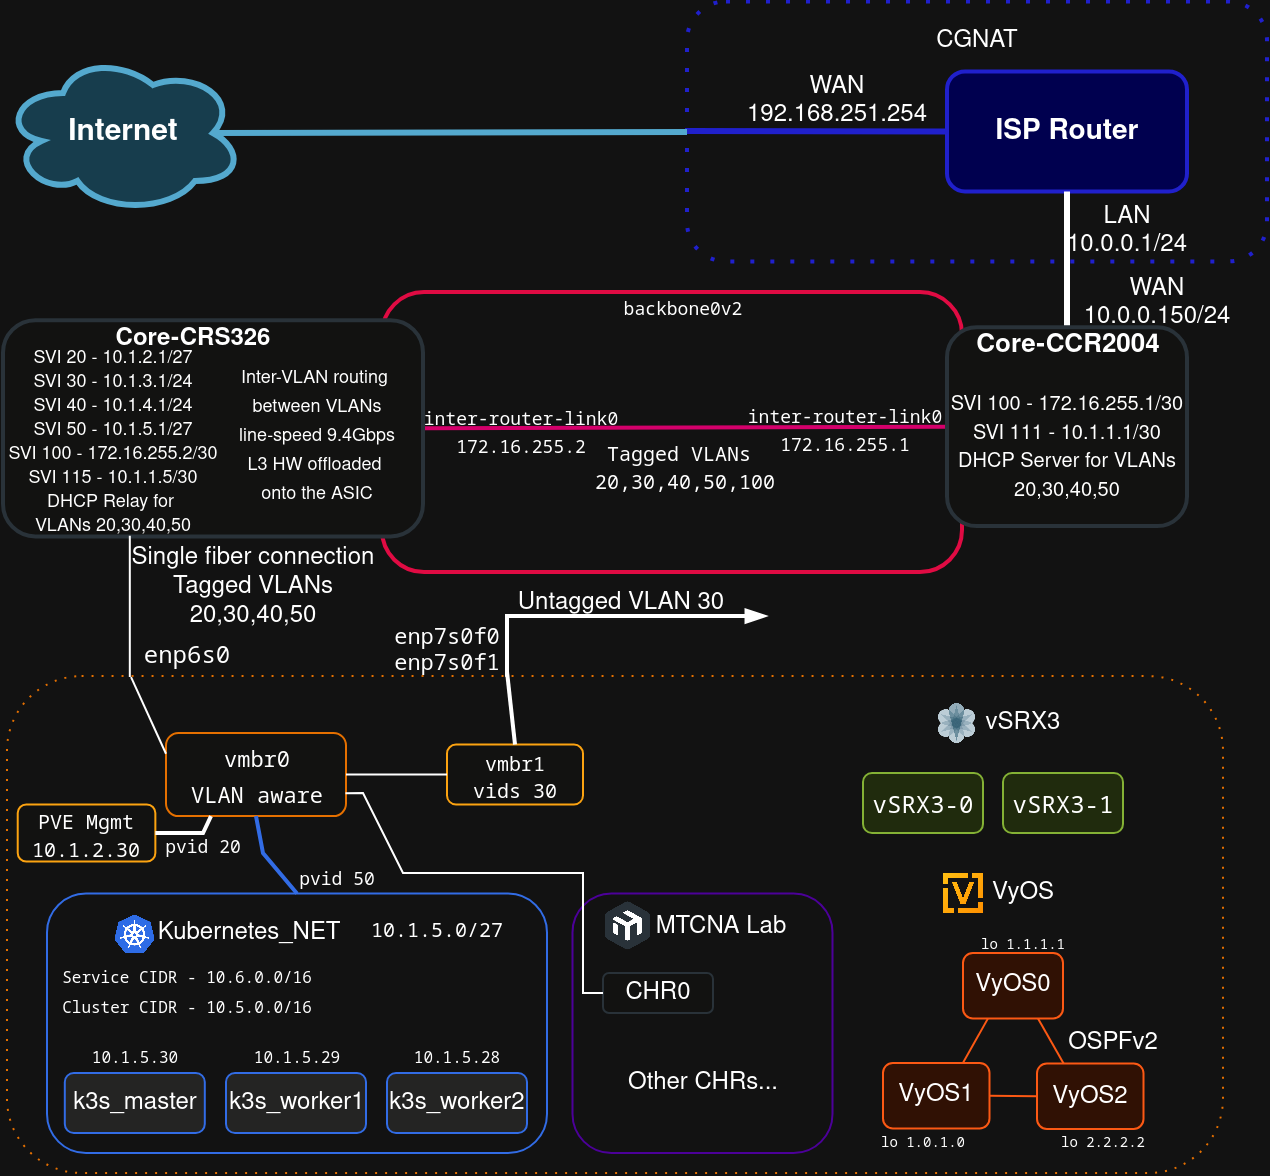 CGNAT
WAN
192.168.251.254
Internet
ISP Router
LAN
10.0.0.1/24
WAN
10.0.0.150/24
backbone0v2
Core-CRS326
SVI 20 - 10.1.2.1/27
SVI 30 - 10.1.3.1/24
SVI 40 - 10.1.4.1/24
SVI 50 - 10.1.5.1/27
SVI 100 - 172.16.255.2/30
SVI 115 - 10.1.1.5/30
DHCP Relay for
VLANs 20,30,40,50
Inter-VLAN routing
between VLANs
line-speed 9.4Gbps
L3 HW offloaded
onto the ASIC
inter-router-link0
172.16.255.2
Tagged VLANs
20,30,40,50,100
inter-router-link0
172.16.255.1
Core-CCR2004
SVI 100 - 172.16.255.1/30
SVI 111 - 10.1.1.1/30
DHCP Server for VLANs
20,30,40,50
Single fiber connection
Tagged VLANs
20,30,40,50
enp6s0
Untagged VLAN 30
enp7s0f0
enp7s0f1
vmbr0
VLAN aware
vmbr1
vids 30
PVE Mgmt
10.1.2.30
pvid 20
pvid 50
vSRX3
vSRX3-0
vSRX3-1
Kubernetes_NET
10.1.5.0/27
Service CIDR - 10.6.0.0/16
Cluster CIDR - 10.5.0.0/16
10.1.5.30
k3s_master
10.1.5.29
k3s_worker1
10.1.5.28
k3s_worker2
MTCNA Lab
CHR0
Other CHRs...
VyOS
lo 1.1.1.1
VyOS0
OSPFv2
VyOS1
VyOS2
lo 1.0.1.0
lo 2.2.2.2